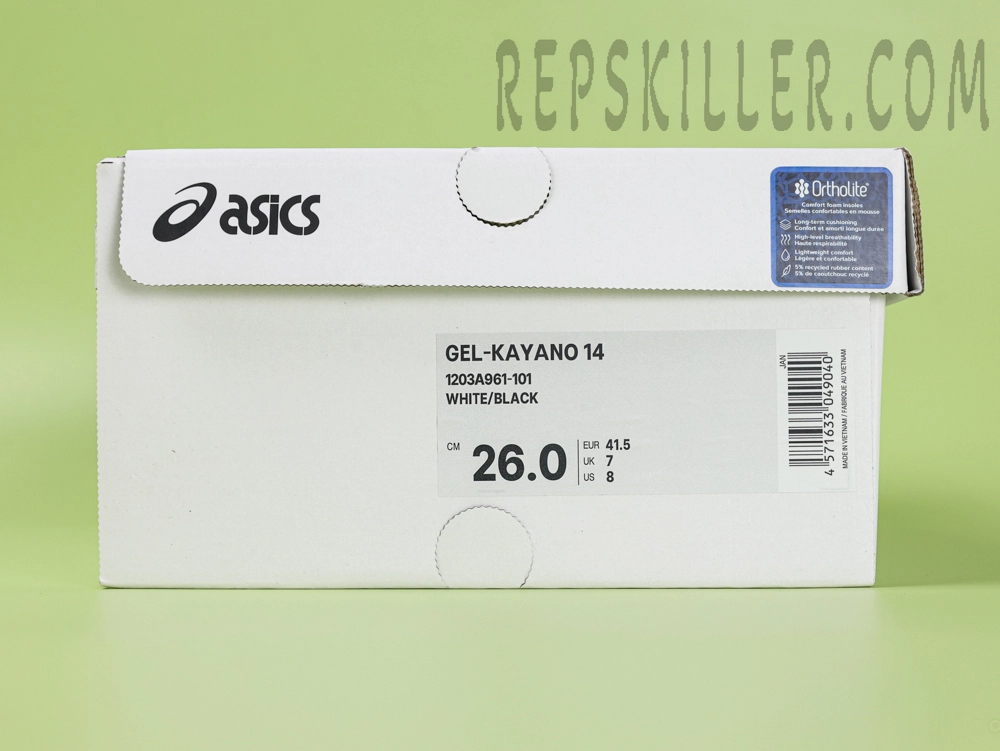 REPSKILLER.COM
asics
Ortholite®
Comfort foam insoles
Semelles confortables en mousse
Long-term cushioning
Confort et amorti longue durée
High-level breathability
Haute respirabilité
Lightweight comfort
Légère et confortable
5% recycled rubber content
5% de caoutchouc recyclé
GEL-KAYANO 14
1203A961-101
WHITE/BLACK
CM 26.0
EUR 41.5
UK 7
US 8
JAN
4 571633 049040
MADE IN VIETNAM / FABRIQUE AU VIETNAM